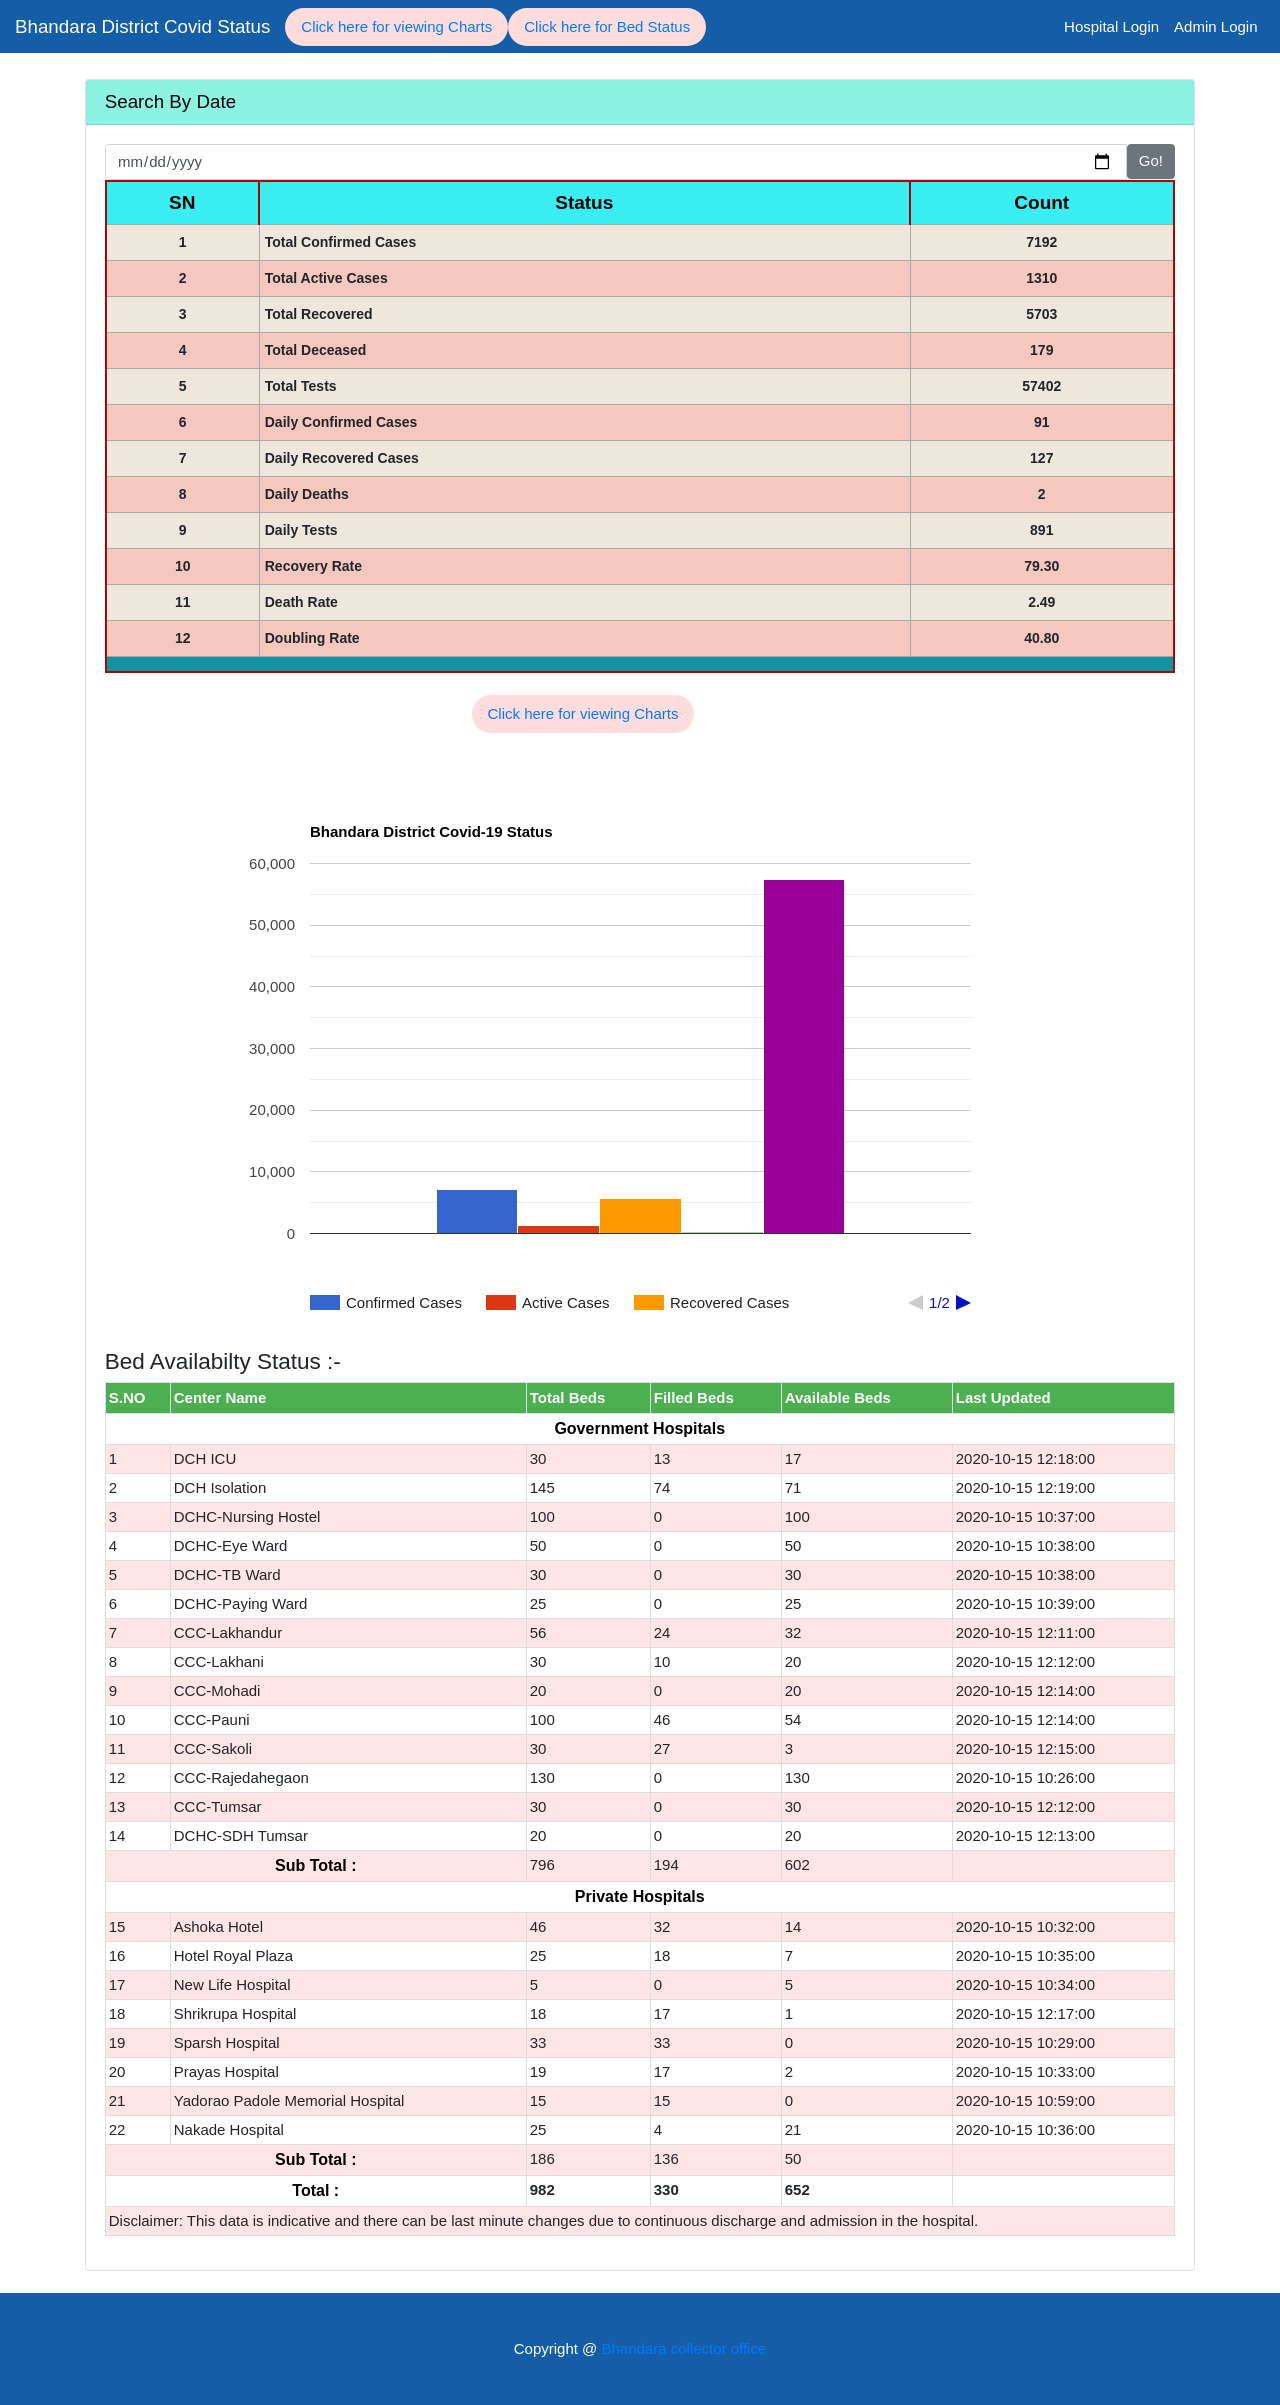 Bhandara District Covid Status Click here for viewing Charts Click here for Bed Status Hospital Login Admin Login
Search By Date
mm/dd/yyyy Go!
SN Status Count
1 Total Confirmed Cases 7192
2 Total Active Cases 1310
3 Total Recovered 5703
4 Total Deceased 179
5 Total Tests 57402
6 Daily Confirmed Cases 91
7 Daily Recovered Cases 127
8 Daily Deaths 2
9 Daily Tests 891
10 Recovery Rate 79.30
11 Death Rate 2.49
12 Doubling Rate 40.80
Click here for viewing Charts
Bhandara District Covid-19 Status
60,000
50,000
40,000
30,000
20,000
10,000
0
Confirmed Cases Active Cases Recovered Cases 1/2
Bed Availabilty Status :-
S.NO Center Name Total Beds Filled Beds Available Beds Last Updated
Government Hospitals
1 DCH ICU 30 13 17 2020-10-15 12:18:00
2 DCH Isolation 145 74 71 2020-10-15 12:19:00
3 DCHC-Nursing Hostel 100 0 100 2020-10-15 10:37:00
4 DCHC-Eye Ward 50 0 50 2020-10-15 10:38:00
5 DCHC-TB Ward 30 0 30 2020-10-15 10:38:00
6 DCHC-Paying Ward 25 0 25 2020-10-15 10:39:00
7 CCC-Lakhandur 56 24 32 2020-10-15 12:11:00
8 CCC-Lakhani 30 10 20 2020-10-15 12:12:00
9 CCC-Mohadi 20 0 20 2020-10-15 12:14:00
10 CCC-Pauni 100 46 54 2020-10-15 12:14:00
11 CCC-Sakoli 30 27 3 2020-10-15 12:15:00
12 CCC-Rajedahegaon 130 0 130 2020-10-15 10:26:00
13 CCC-Tumsar 30 0 30 2020-10-15 12:12:00
14 DCHC-SDH Tumsar 20 0 20 2020-10-15 12:13:00
Sub Total : 796 194 602
Private Hospitals
15 Ashoka Hotel 46 32 14 2020-10-15 10:32:00
16 Hotel Royal Plaza 25 18 7 2020-10-15 10:35:00
17 New Life Hospital 5 0 5 2020-10-15 10:34:00
18 Shrikrupa Hospital 18 17 1 2020-10-15 12:17:00
19 Sparsh Hospital 33 33 0 2020-10-15 10:29:00
20 Prayas Hospital 19 17 2 2020-10-15 10:33:00
21 Yadorao Padole Memorial Hospital 15 15 0 2020-10-15 10:59:00
22 Nakade Hospital 25 4 21 2020-10-15 10:36:00
Sub Total : 186 136 50
Total : 982 330 652
Disclaimer: This data is indicative and there can be last minute changes due to continuous discharge and admission in the hospital.
Copyright @ Bhandara collector office